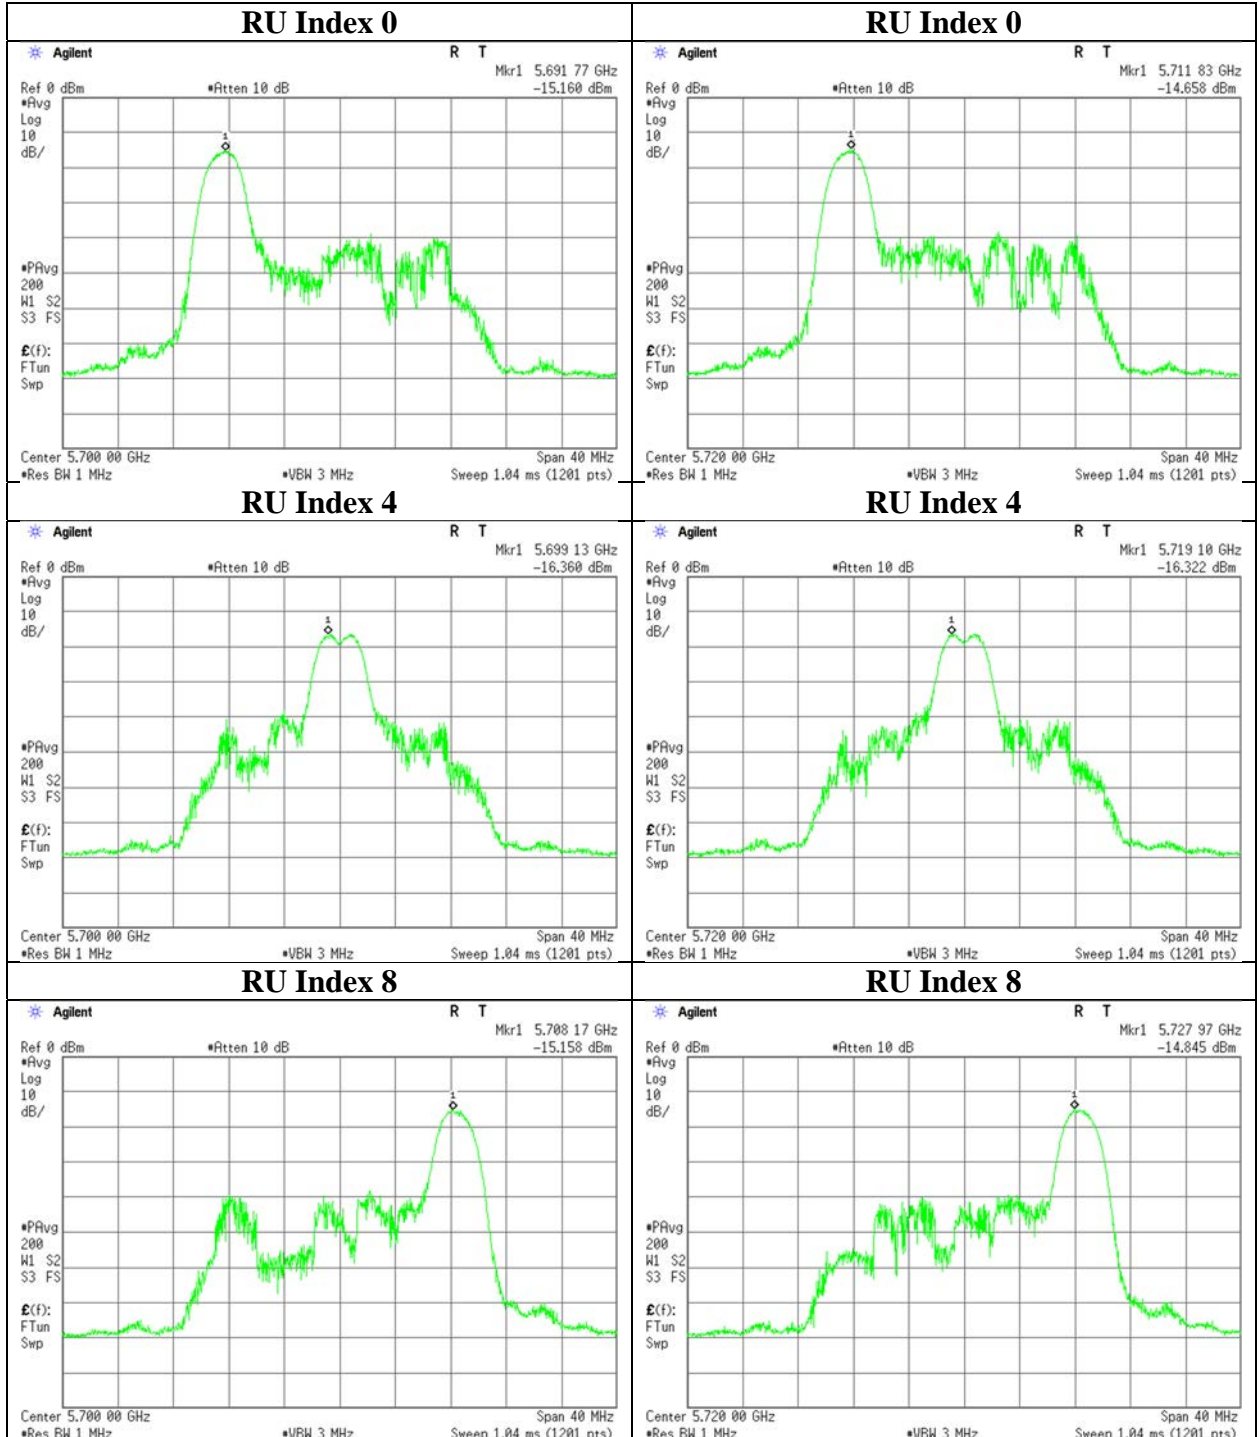 RU Index 0
Agilent R T
Mkr1 5.691 77 GHz
Ref 0 dBm #Atten 10 dB -15.160 dBm
#Avg
Log
10
dB/
1
#PAvg
200
W1 S2
S3 FS
£(f):
FTun
Swp
Center 5.700 00 GHz Span 40 MHz
#Res BW 1 MHz #VBW 3 MHz Sweep 1.04 ms (1201 pts)
RU Index 0
Agilent R T
Mkr1 5.711 83 GHz
Ref 0 dBm #Atten 10 dB -14.658 dBm
#Avg
Log
10
dB/
1
#PAvg
200
W1 S2
S3 FS
£(f):
FTun
Swp
Center 5.720 00 GHz Span 40 MHz
#Res BW 1 MHz #VBW 3 MHz Sweep 1.04 ms (1201 pts)
RU Index 4
Agilent R T
Mkr1 5.699 13 GHz
Ref 0 dBm #Atten 10 dB -16.360 dBm
#Avg
Log
10
dB/
1
#PAvg
200
W1 S2
S3 FS
£(f):
FTun
Swp
Center 5.700 00 GHz Span 40 MHz
#Res BW 1 MHz #VBW 3 MHz Sweep 1.04 ms (1201 pts)
RU Index 4
Agilent R T
Mkr1 5.719 10 GHz
Ref 0 dBm #Atten 10 dB -16.322 dBm
#Avg
Log
10
dB/
1
#PAvg
200
W1 S2
S3 FS
£(f):
FTun
Swp
Center 5.720 00 GHz Span 40 MHz
#Res BW 1 MHz #VBW 3 MHz Sweep 1.04 ms (1201 pts)
RU Index 8
Agilent R T
Mkr1 5.708 17 GHz
Ref 0 dBm #Atten 10 dB -15.158 dBm
#Avg
Log
10
dB/
1
#PAvg
200
W1 S2
S3 FS
£(f):
FTun
Swp
Center 5.700 00 GHz Span 40 MHz
#Res BW 1 MHz #VBW 3 MHz Sweep 1.04 ms (1201 pts)
RU Index 8
Agilent R T
Mkr1 5.727 97 GHz
Ref 0 dBm #Atten 10 dB -14.845 dBm
#Avg
Log
10
dB/
1
#PAvg
200
W1 S2
S3 FS
£(f):
FTun
Swp
Center 5.720 00 GHz Span 40 MHz
#Res BW 1 MHz #VBW 3 MHz Sweep 1.04 ms (1201 pts)